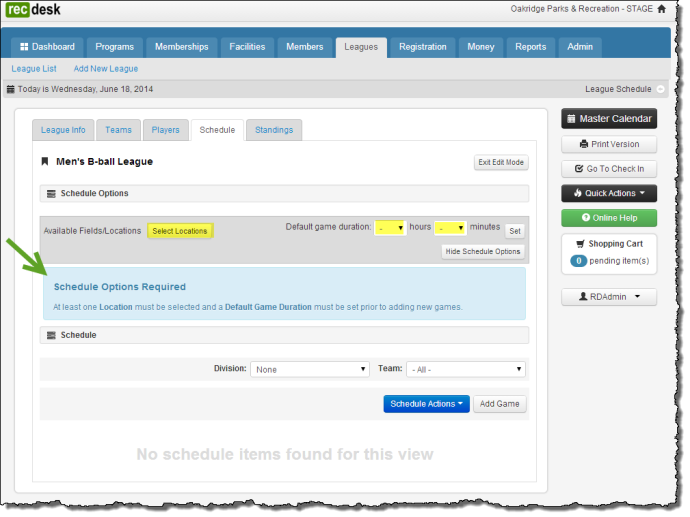 recdesk
Oakridge Parks & Recreation - STAGE
Dashboard Programs Memberships Facilities Members Leagues Registration Money Reports Admin
League List Add New League
Today is Wednesday, June 18, 2014 League Schedule
League Info Teams Players Schedule Standings
Men's B-ball League Exit Edit Mode
Schedule Options
Available Fields/Locations Select Locations Default game duration: - hours - minutes Set
Hide Schedule Options
Schedule Options Required
At least one Location must be selected and a Default Game Duration must be set prior to adding new games.
Schedule
Division: None Team: - All -
Schedule Actions Add Game
No schedule items found for this view
Master Calendar
Print Version
Go To Check In
Quick Actions
Online Help
Shopping Cart
0 pending item(s)
RDAdmin